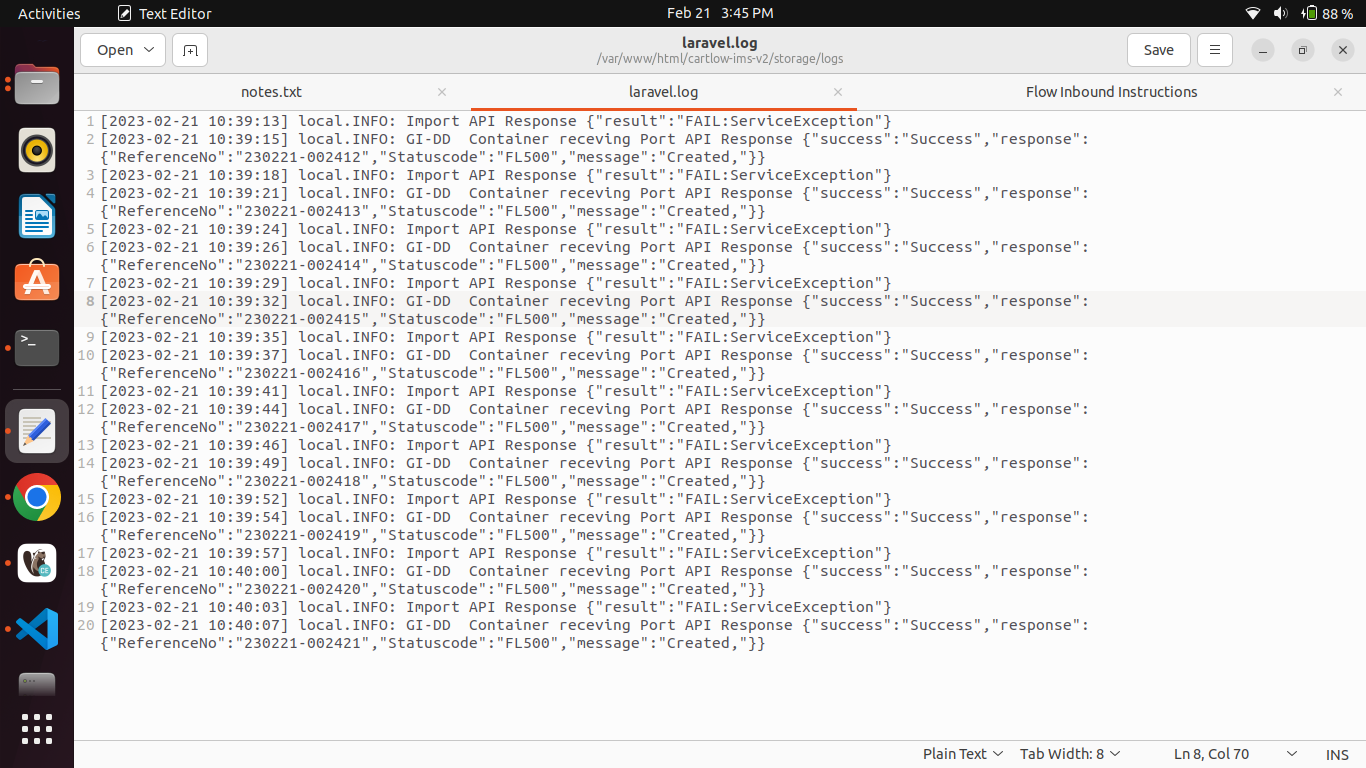 Activities Text Editor Feb 21 3:45 PM 88 %
Open laravel.log Save
/var/www/html/cartlow-ims-v2/storage/logs
notes.txt laravel.log Flow Inbound Instructions
1 [2023-02-21 10:39:13] local.INFO: Import API Response {"result":"FAIL:ServiceException"}
2 [2023-02-21 10:39:15] local.INFO: GI-DD  Container receving Port API Response {"success":"Success","response":
{"ReferenceNo":"230221-002412","Statuscode":"FL500","message":"Created,"}}
3 [2023-02-21 10:39:18] local.INFO: Import API Response {"result":"FAIL:ServiceException"}
4 [2023-02-21 10:39:21] local.INFO: GI-DD  Container receving Port API Response {"success":"Success","response":
{"ReferenceNo":"230221-002413","Statuscode":"FL500","message":"Created,"}}
5 [2023-02-21 10:39:24] local.INFO: Import API Response {"result":"FAIL:ServiceException"}
6 [2023-02-21 10:39:26] local.INFO: GI-DD  Container receving Port API Response {"success":"Success","response":
{"ReferenceNo":"230221-002414","Statuscode":"FL500","message":"Created,"}}
7 [2023-02-21 10:39:29] local.INFO: Import API Response {"result":"FAIL:ServiceException"}
8 [2023-02-21 10:39:32] local.INFO: GI-DD  Container receving Port API Response {"success":"Success","response":
{"ReferenceNo":"230221-002415","Statuscode":"FL500","message":"Created,"}}
9 [2023-02-21 10:39:35] local.INFO: Import API Response {"result":"FAIL:ServiceException"}
10 [2023-02-21 10:39:37] local.INFO: GI-DD  Container receving Port API Response {"success":"Success","response":
{"ReferenceNo":"230221-002416","Statuscode":"FL500","message":"Created,"}}
11 [2023-02-21 10:39:41] local.INFO: Import API Response {"result":"FAIL:ServiceException"}
12 [2023-02-21 10:39:44] local.INFO: GI-DD  Container receving Port API Response {"success":"Success","response":
{"ReferenceNo":"230221-002417","Statuscode":"FL500","message":"Created,"}}
13 [2023-02-21 10:39:46] local.INFO: Import API Response {"result":"FAIL:ServiceException"}
14 [2023-02-21 10:39:49] local.INFO: GI-DD  Container receving Port API Response {"success":"Success","response":
{"ReferenceNo":"230221-002418","Statuscode":"FL500","message":"Created,"}}
15 [2023-02-21 10:39:52] local.INFO: Import API Response {"result":"FAIL:ServiceException"}
16 [2023-02-21 10:39:54] local.INFO: GI-DD  Container receving Port API Response {"success":"Success","response":
{"ReferenceNo":"230221-002419","Statuscode":"FL500","message":"Created,"}}
17 [2023-02-21 10:39:57] local.INFO: Import API Response {"result":"FAIL:ServiceException"}
18 [2023-02-21 10:40:00] local.INFO: GI-DD  Container receving Port API Response {"success":"Success","response":
{"ReferenceNo":"230221-002420","Statuscode":"FL500","message":"Created,"}}
19 [2023-02-21 10:40:03] local.INFO: Import API Response {"result":"FAIL:ServiceException"}
20 [2023-02-21 10:40:07] local.INFO: GI-DD  Container receving Port API Response {"success":"Success","response":
{"ReferenceNo":"230221-002421","Statuscode":"FL500","message":"Created,"}}
Plain Text Tab Width: 8 Ln 8, Col 70 INS